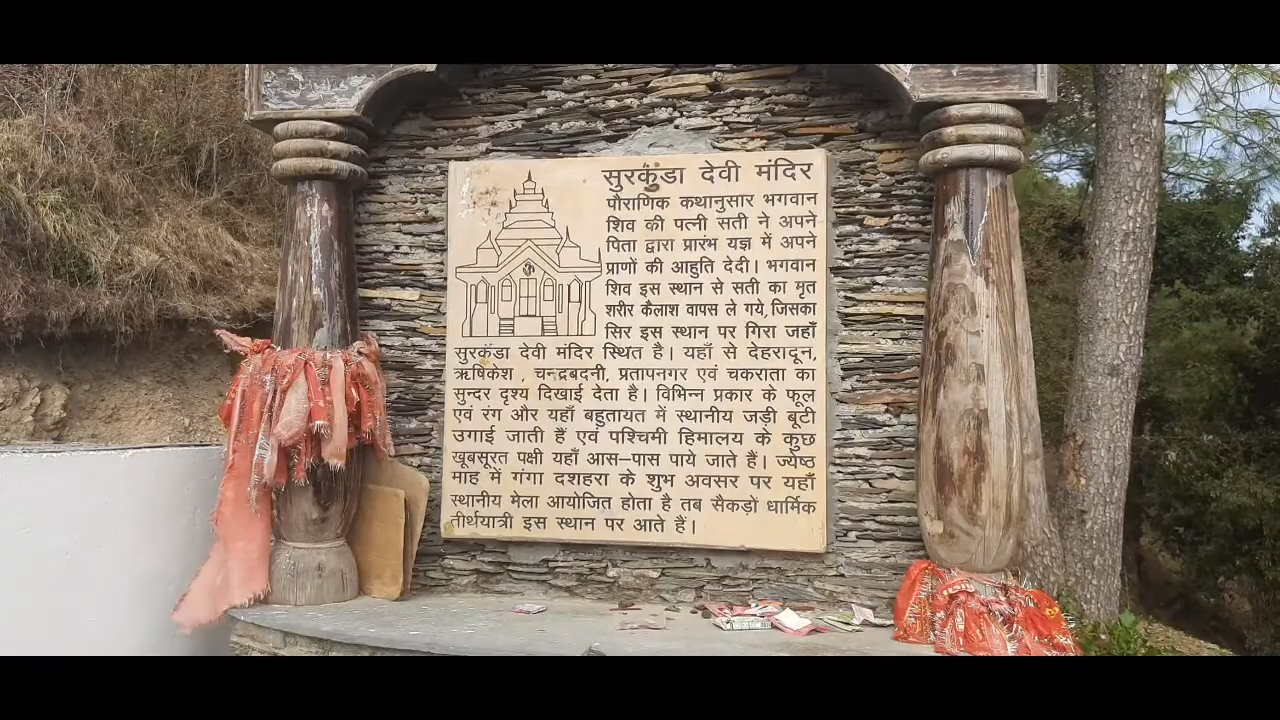 सुरकुंडा देवी मंदिर
पौराणिक कथानुसार भगवान
शिव की पत्नी सती ने अपने
पिता द्वारा प्रारंभ यज्ञ में अपने
प्राणों की आहुति देदी। भगवान
शिव इस स्थान से सती का मृत
शरीर कैलाश वापस ले गये, जिसका
सिर इस स्थान पर गिरा जहाँ
सुरकुंडा देवी मंदिर स्थित है। यहाँ से देहरादून,
ऋषिकेश, चन्द्रबदनी, प्रतापनगर एवं चकराता का
सुन्दर दृश्य दिखाई देता है। विभिन्न प्रकार के फूल
एवं रंग और यहाँ बहुतायत में स्थानीय जड़ी बूटी
उगाई जाती हैं एवं पश्चिमी हिमालय के कुछ
खूबसूरत पक्षी यहाँ आस–पास पाये जाते हैं। ज्येष्ठ
माह में गंगा दशहरा के शुभ अवसर पर यहाँ
स्थानीय मेला आयोजित होता है तब सैकड़ों धार्मिक
तीर्थयात्री इस स्थान पर आते हैं।